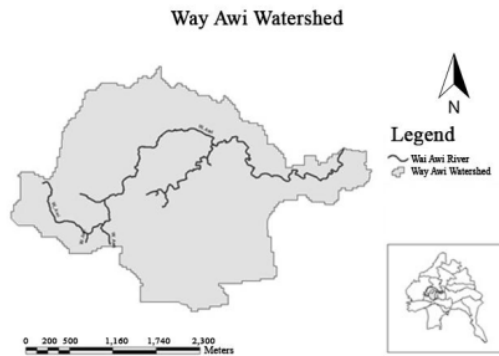 Way Awi Watershed
N
Legend
Wai Awi River
Way Awi Watershed
0 200 500 1,160 1,740 2,300
Meters